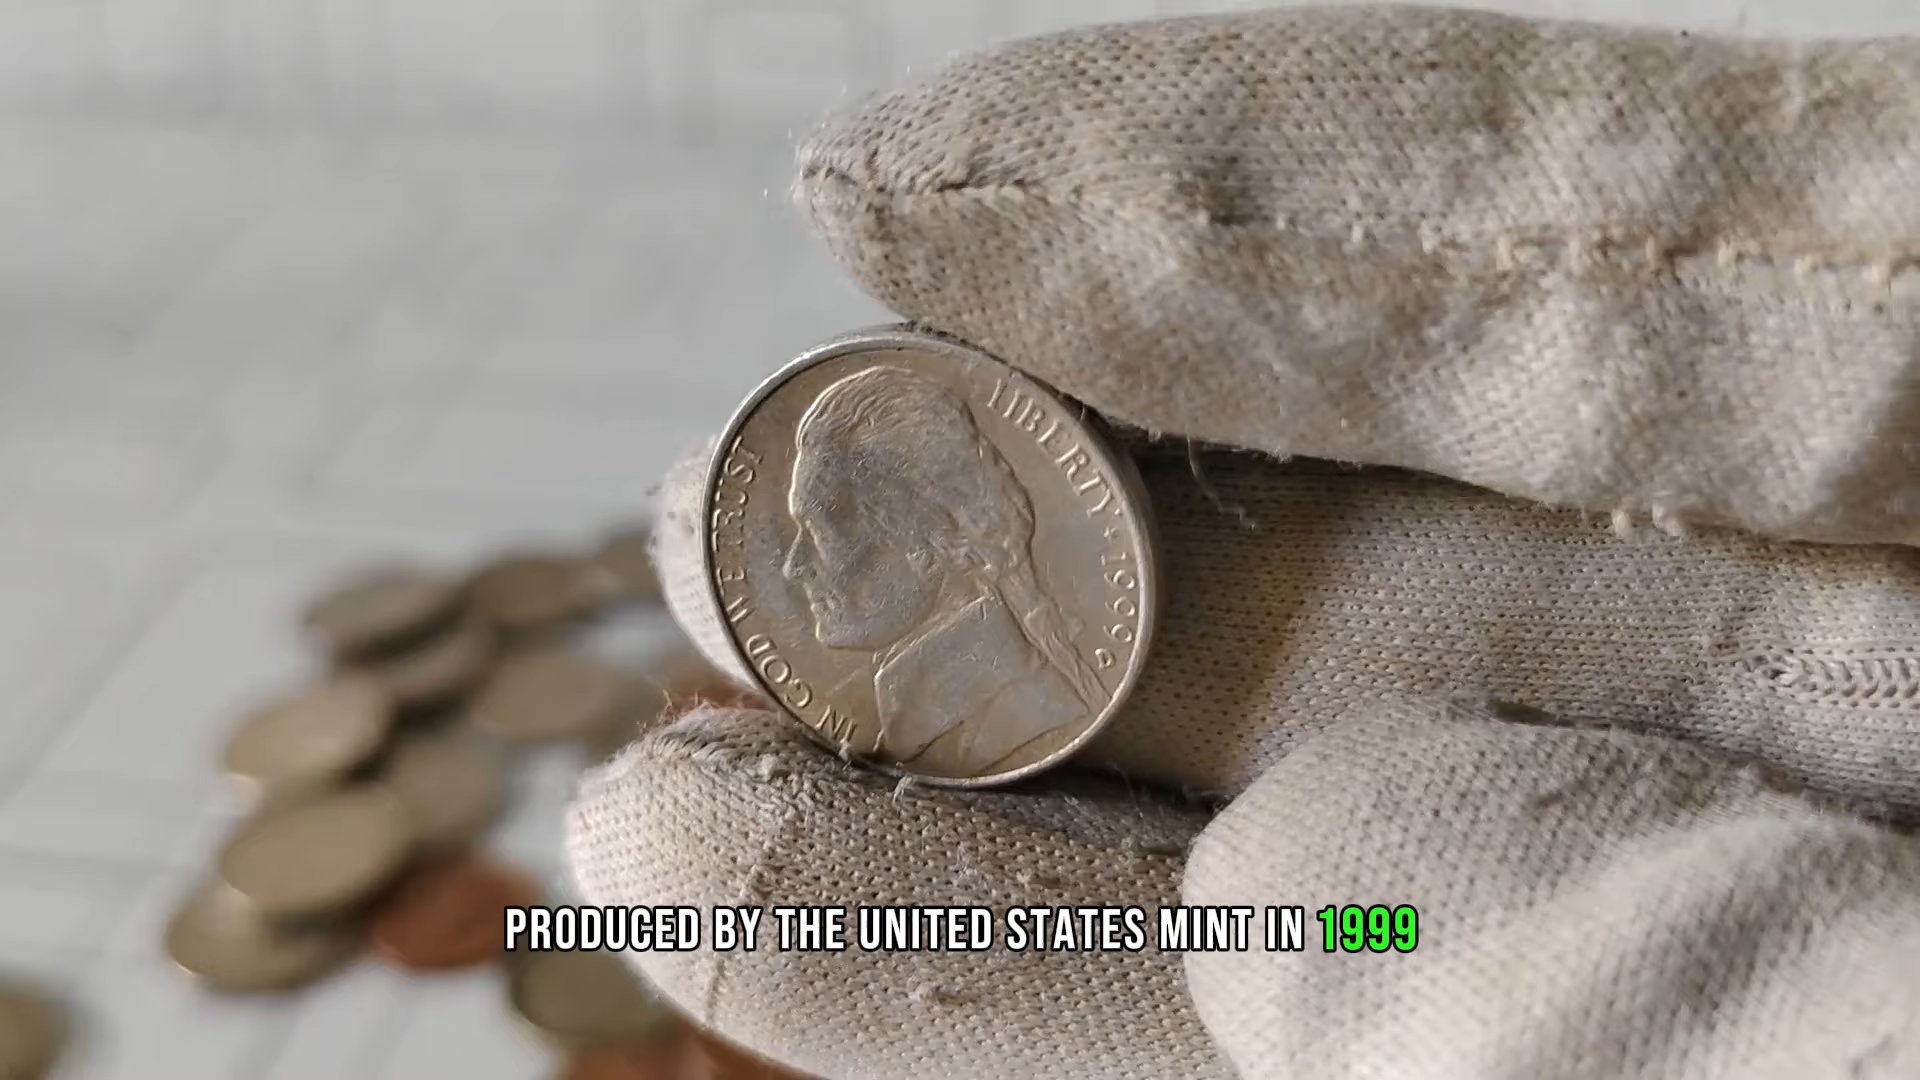 IN GOD WE TRUST
LIBERTY * 1999 D
PRODUCED BY THE UNITED STATES MINT IN 1999